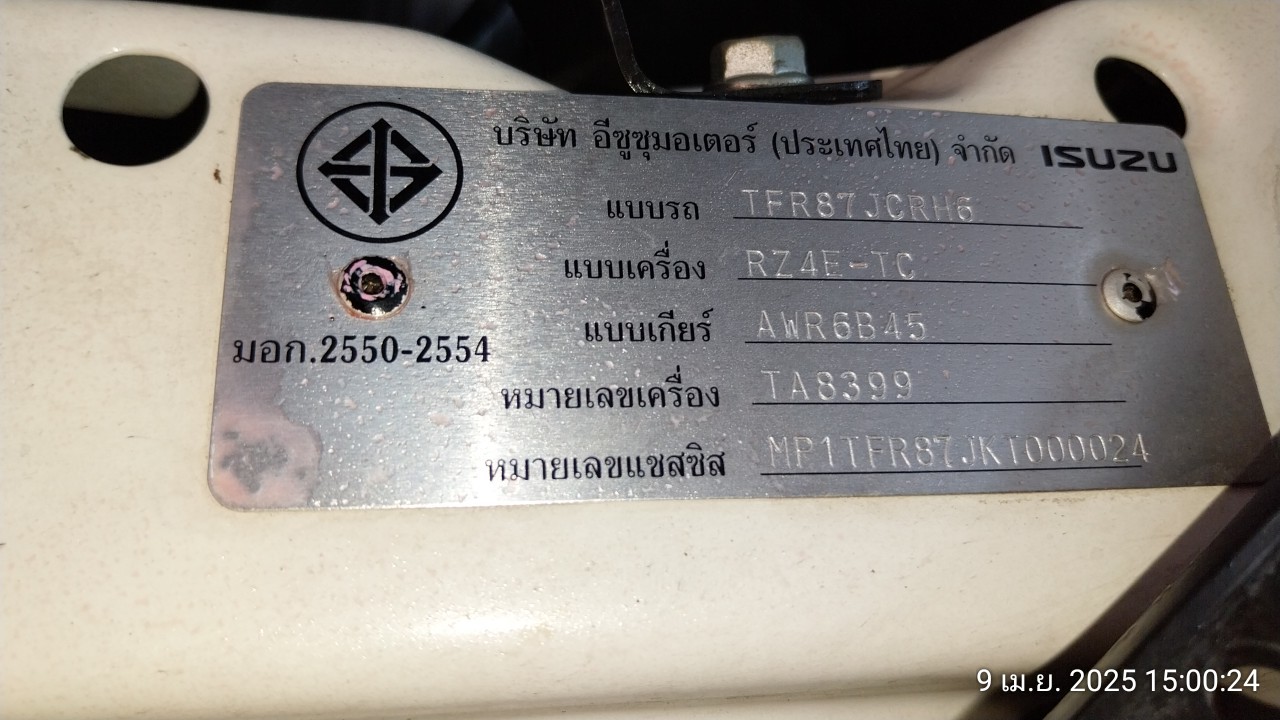 บริษัท อีซูซุมอเตอร์ (ประเทศไทย) จำกัด ISUZU
แบบรถ TFR87JCRH6
แบบเครื่อง RZ4E-TC
แบบเกียร์ AWR6B45
มอก.2550-2554
หมายเลขเครื่อง TA8399
หมายเลขแชสซิส MP1TFR87JKT000024
9 เม.ย. 2025 15:00:24